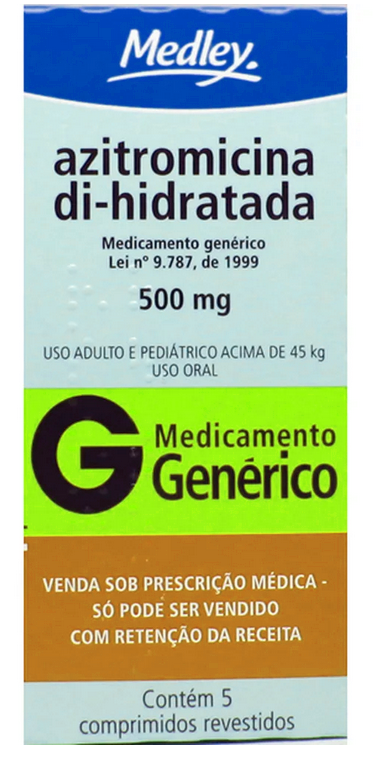 Medley.
azitromicina
di-hidratada
Medicamento genérico
Lei nº 9.787, de 1999
500 mg
USO ADULTO E PEDIÁTRICO ACIMA DE 45 kg
USO ORAL
G Medicamento
Genérico
VENDA SOB PRESCRIÇÃO MÉDICA -
SÓ PODE SER VENDIDO
COM RETENÇÃO DA RECEITA
Contém 5
comprimidos revestidos